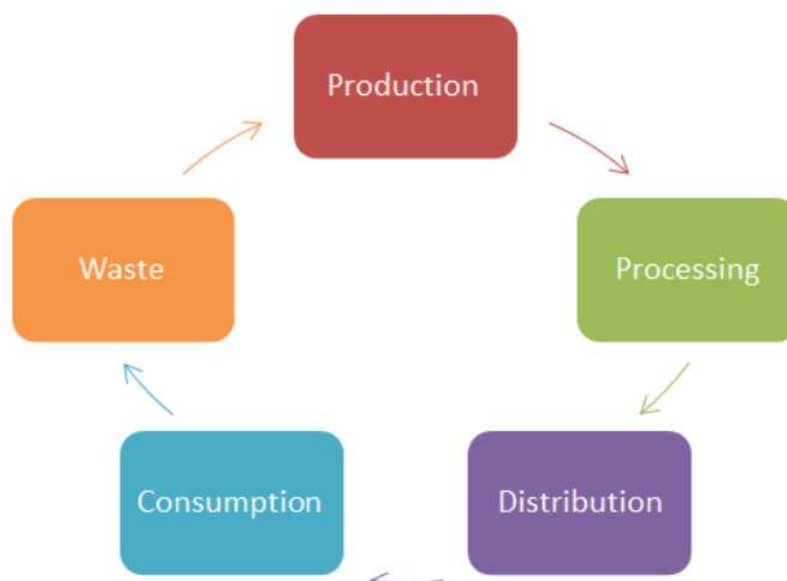 Production
Processing
Distribution
Consumption
Waste